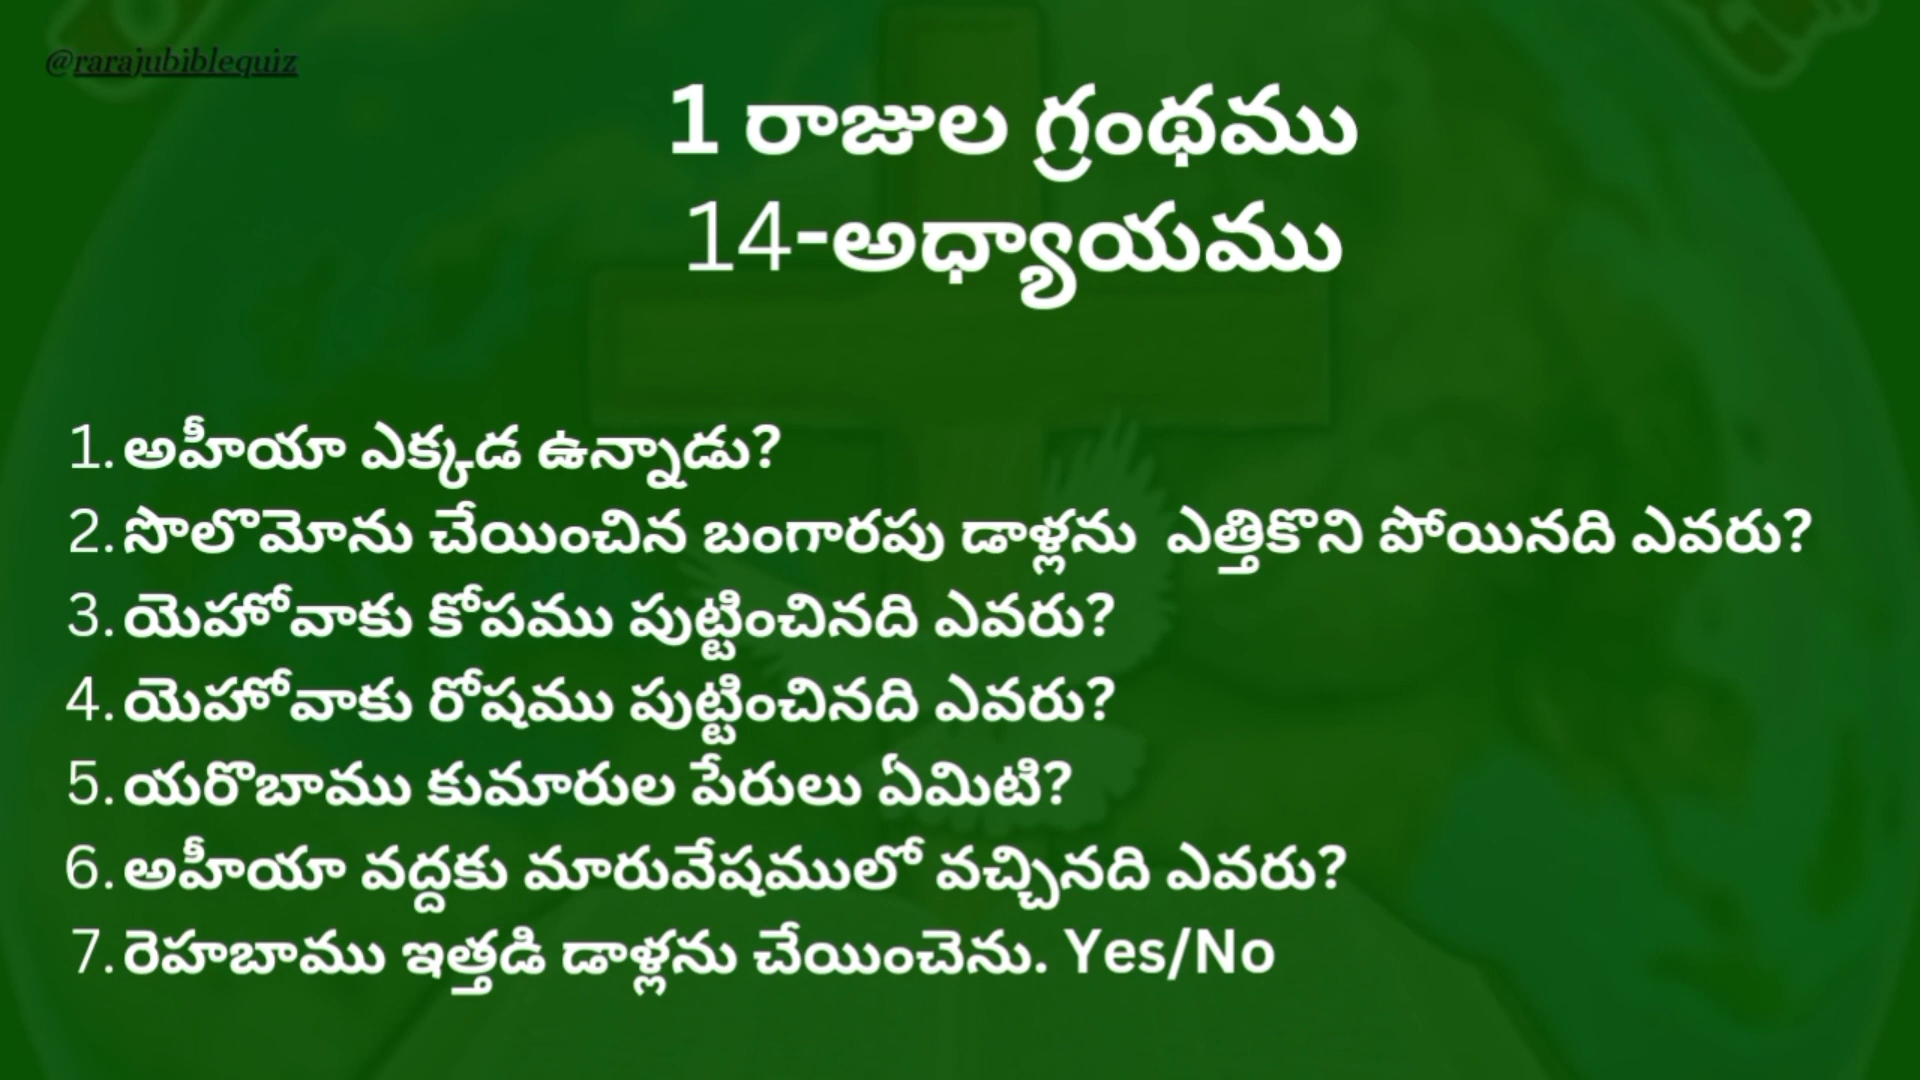 @rarajubiblequiz
1 రాజుల గ్రంథము
14-అధ్యాయము
1. అహీయా ఎక్కడ ఉన్నాడు?
2. సొలొమోను చేయించిన బంగారపు డాళ్లను ఎత్తికొని పోయినది ఎవరు?
3. యెహోవాకు కోపము పుట్టించినది ఎవరు?
4. యెహోవాకు రోషము పుట్టించినది ఎవరు?
5. యరొబాము కుమారుల పేరులు ఏమిటి?
6. అహీయా వద్దకు మారువేషములో వచ్చినది ఎవరు?
7. రెహబాము ఇత్తడి డాళ్లను చేయించెను. Yes/No